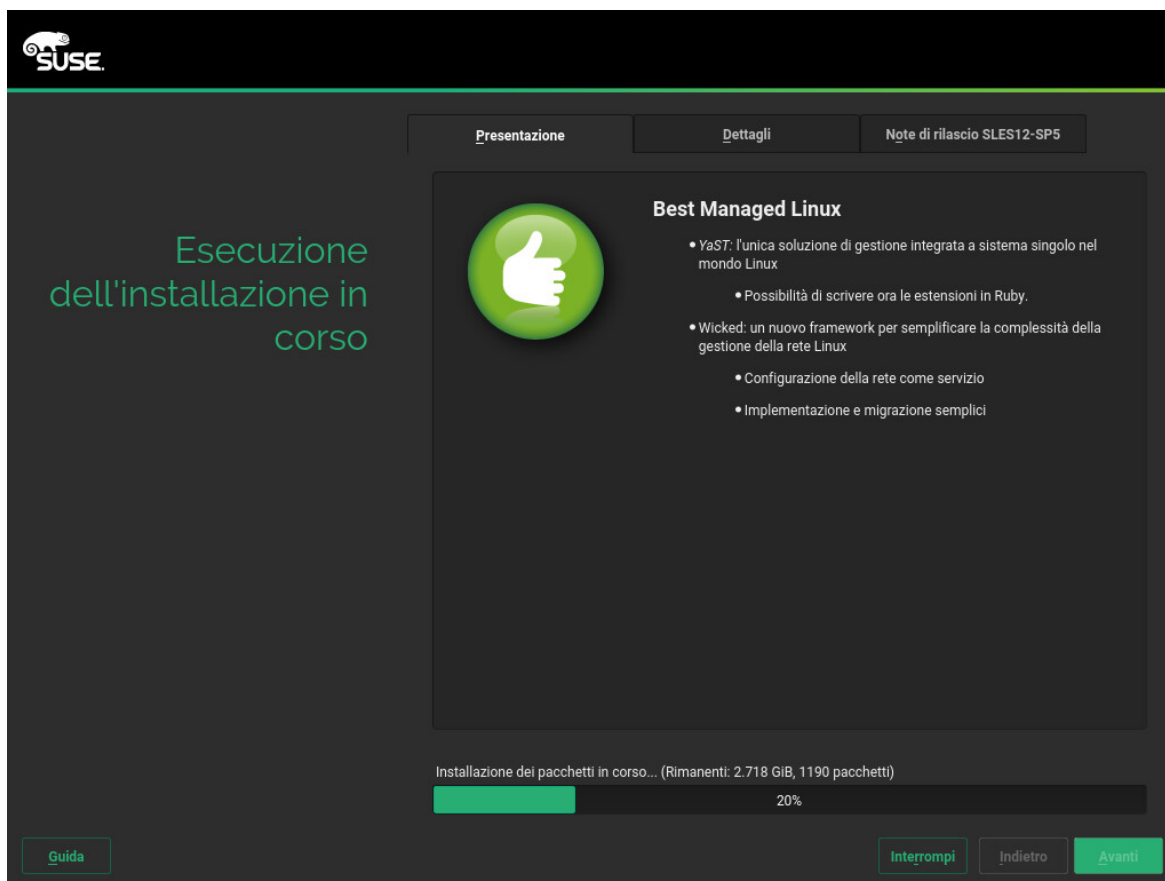 SUSE.
Presentazione
Dettagli
Note di rilascio SLES12-SP5
Esecuzione
dell'installazione in
corso
Best Managed Linux
• YaST: l'unica soluzione di gestione integrata a sistema singolo nel
mondo Linux
• Possibilità di scrivere ora le estensioni in Ruby.
• Wicked: un nuovo framework per semplificare la complessità della
gestione della rete Linux
• Configurazione della rete come servizio
• Implementazione e migrazione semplici
Installazione dei pacchetti in corso... (Rimanenti: 2.718 GiB, 1190 pacchetti)
20%
Guida
Interrompi
Indietro
Avanti